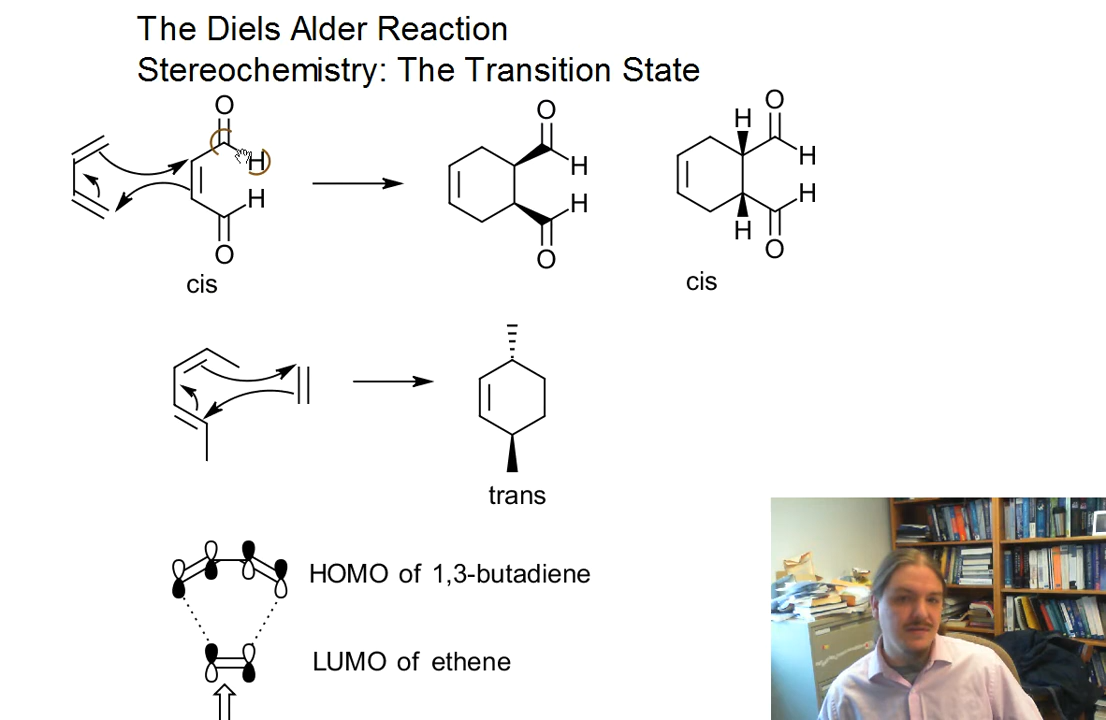 The Diels Alder Reaction
Stereochemistry: The Transition State
O
H
H
O
cis
O
H
H
O
H
O
H
H
H
O
cis
trans
HOMO of 1,3-butadiene
LUMO of ethene